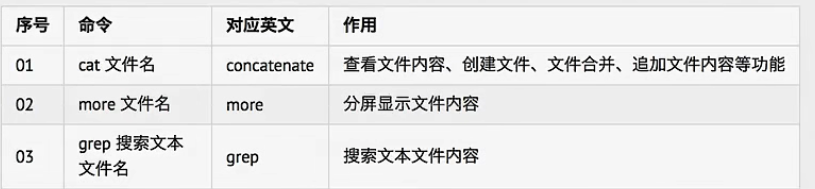 序号 命令 对应英文 作用
01 cat 文件名 concatenate 查看文件内容、创建文件、文件合并、追加文件内容等功能
02 more 文件名 more 分屏显示文件内容
03 grep 搜索文本 文件名 grep 搜索文本文件内容